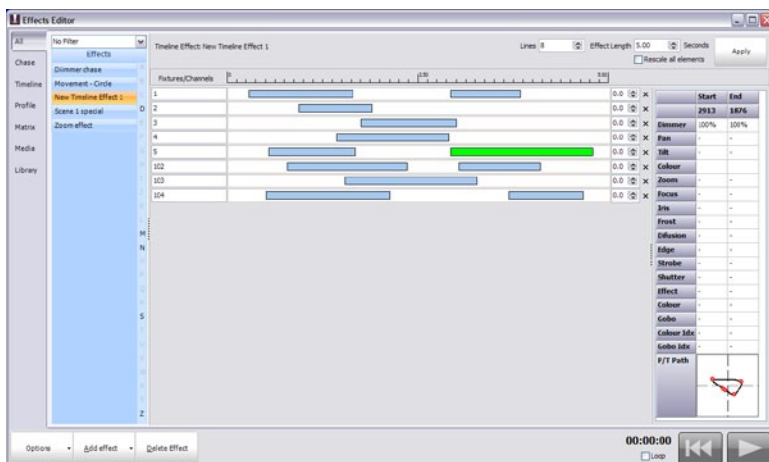 Effects Editor
All
Chase
Timeline
Profile
Matrix
Media
Library
No Filter
Effects
Diimmer chase
Movement - Circle
New Timeline Effect 1
Scene 1 special
Zoom effect
D
M
N
S
Z
Timeline Effect: New Timeline Effect 1
Lines 8 Effect Length 5.00 Seconds
Rescale all elements
Apply
Fixtures/Channels
1 0.0 x
2 0.0 x
3 0.0 x
4 0.0 x
5 0.0 x
102 0.0 x
103 0.0 x
104 0.0 x
Start End
2913 1876
Dimmer 100% 100%
Pan - -
Tilt - -
Colour - -
Zoom - -
Focus - -
Iris - -
Frost - -
Difusion - -
Edge - -
Strobe - -
Shutter - -
Effect - -
Colour - -
Gobo - -
Colour Idx - -
Gobo Idx - -
P/T Path
Options
Add effect
Delete Effect
00:00:00
Loop